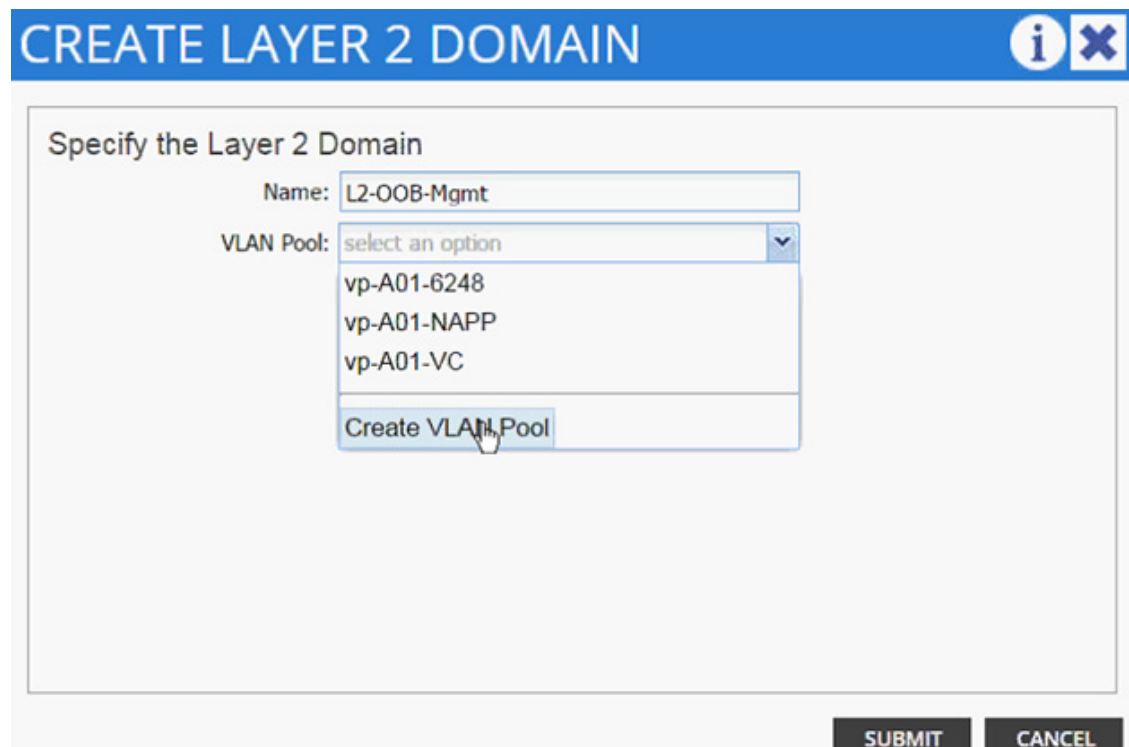 CREATE LAYER 2 DOMAIN
Specify the Layer 2 Domain
Name: L2-OOB-Mgmt
VLAN Pool: select an option
vp-A01-6248
vp-A01-NAPP
vp-A01-VC
Create VLAN Pool
SUBMIT CANCEL